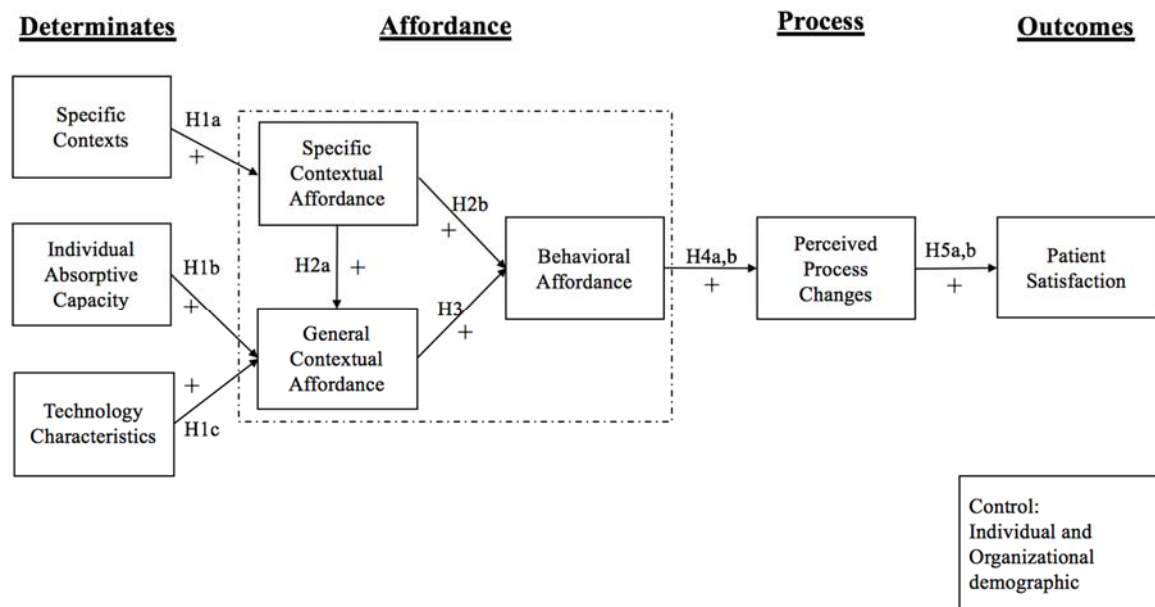 Determinates
Affordance
Process
Outcomes
Specific
Contexts
H1a
+
Specific
Contextual
Affordance
H2b
+
Individual
Absorptive
Capacity
H1b
+
H2a
+
Behavioral
Affordance
H4a,b
+
Perceived
Process
Changes
H5a,b
+
Patient
Satisfaction
General
Contextual
Affordance
H3
+
Technology
Characteristics
+
H1c
Control:
Individual and
Organizational
demographic